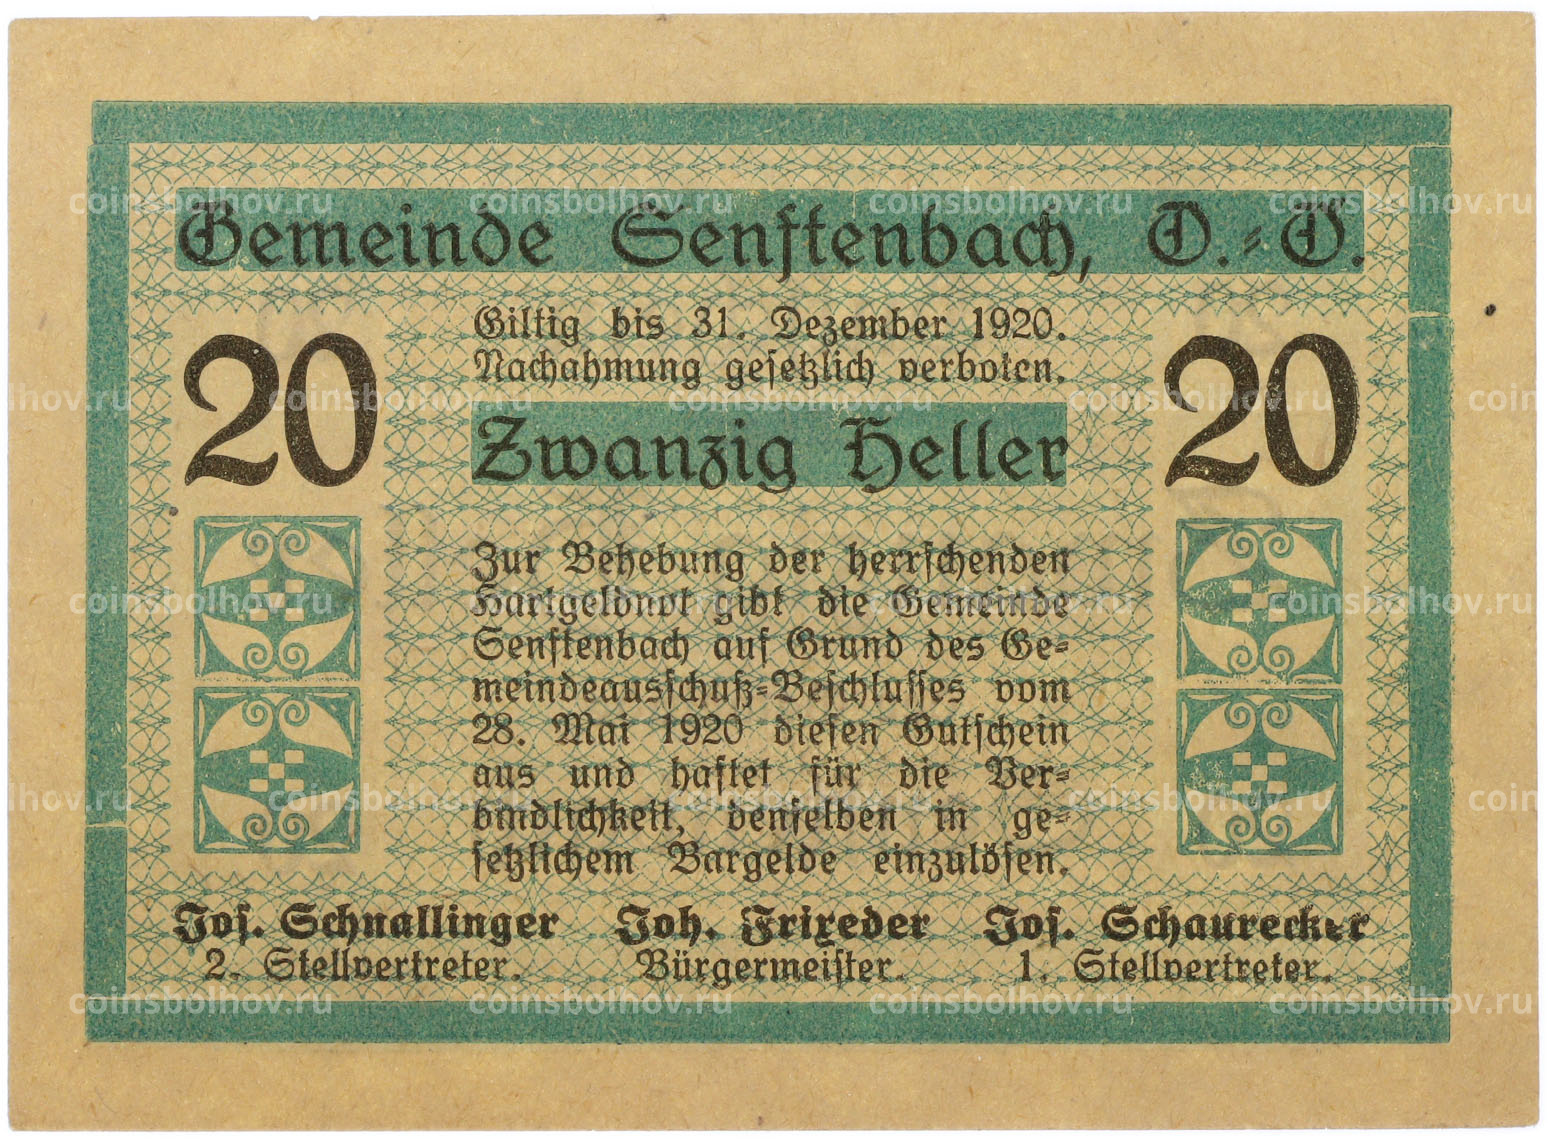 Gemeinde Senftenbach, O.=Ö.
Giltig bis 31. Dezember 1920.
Nachahmung gesetzlich verboten.
20
20
Zwanzig Heller
Zur Behebung der herrschenden
Hartgeldnot gibt die Gemeinde
Senftenbach auf Grund des Ge=
meindeausschuß=Beschlusses vom
28. Mai 1920 diesen Gutschein
aus und haftet für die Ver=
bindlichkeit, denselben in ge=
setzlichem Bargelde einzulösen.
Jos. Schnallinger Joh. Frixeder Jos. Schaurecker
2. Stellvertreter. Bürgermeister. 1. Stellvertreter.
coinsbolhov.ru